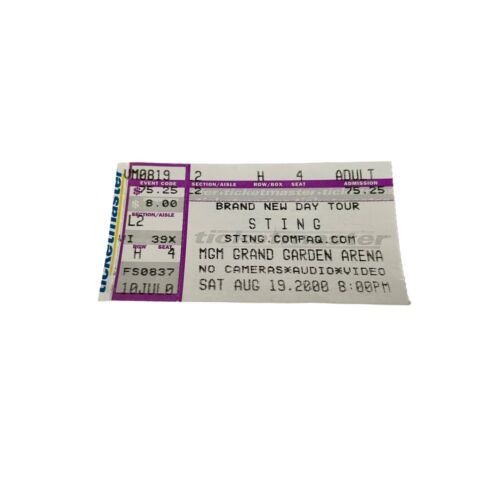 ticketmaster
UM0819 2 H 4 ADULT
EVENT CODE SECTION/AISLE ROW/BOX SEAT ADMISSION
$ 75.25 L2 75.25
$ 8.00 BRAND NEW DAY TOUR
SECTION/AISLE
L2 STING
VI 39X STING.COMPAQ.COM
ROW SEAT
H 4 MGM GRAND GARDEN ARENA
FS0837 NO CAMERAS*AUDIO*VIDEO
10JUL0 SAT AUG 19.2000 8:00PM